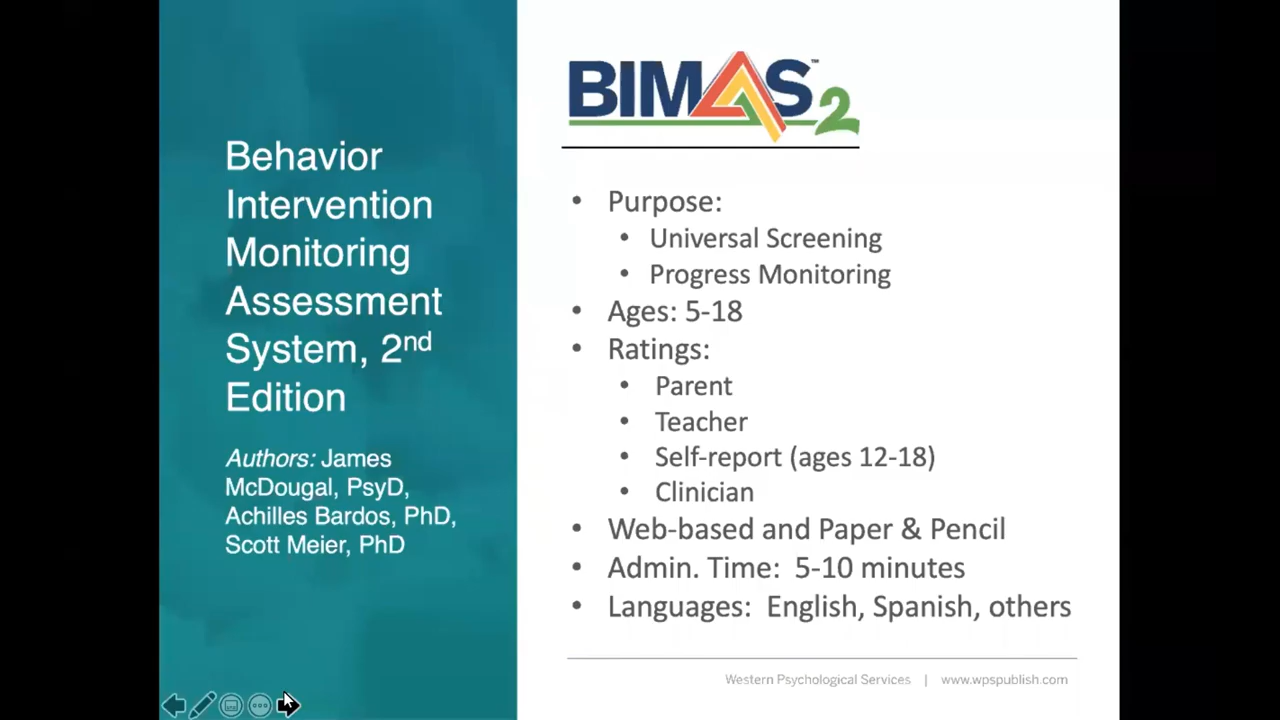 Behavior
Intervention
Monitoring
Assessment
System, 2nd
Edition
Authors: James
McDougal, PsyD,
Achilles Bardos, PhD,
Scott Meier, PhD
BIMAS™ 2
• Purpose:
• Universal Screening
• Progress Monitoring
• Ages: 5-18
• Ratings:
• Parent
• Teacher
• Self-report (ages 12-18)
• Clinician
• Web-based and Paper & Pencil
• Admin. Time: 5-10 minutes
• Languages: English, Spanish, others
Western Psychological Services | www.wpspublish.com